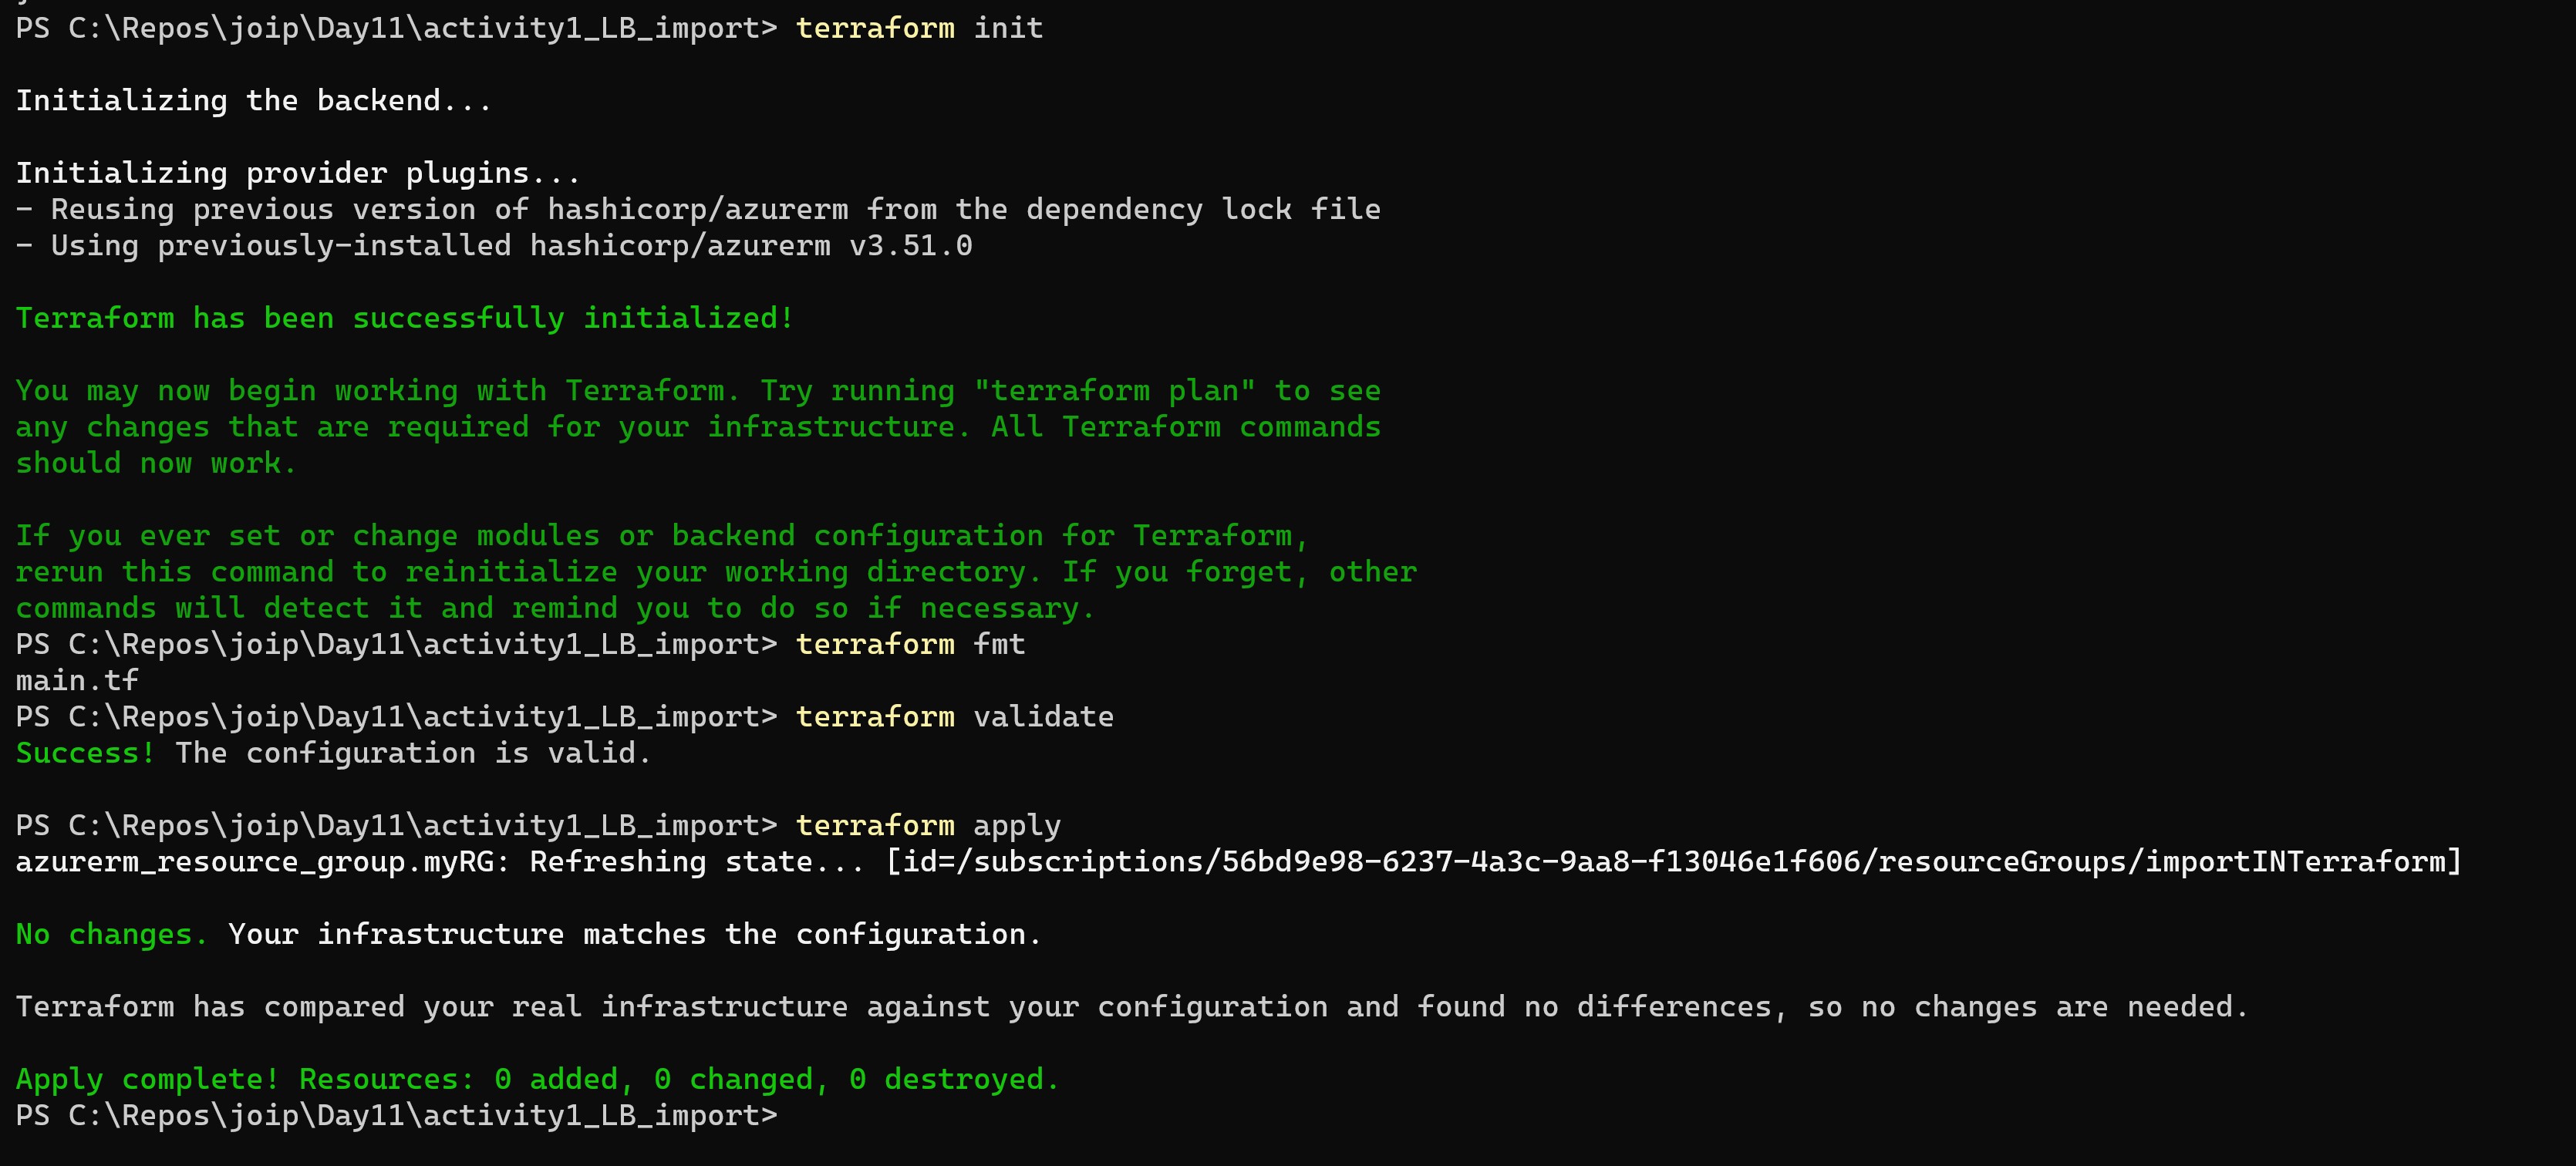 PS C:\Repos\joip\Day11\activity1_LB_import> terraform init
Initializing the backend...
Initializing provider plugins...
- Reusing previous version of hashicorp/azurerm from the dependency lock file
- Using previously-installed hashicorp/azurerm v3.51.0
Terraform has been successfully initialized!
You may now begin working with Terraform. Try running "terraform plan" to see
any changes that are required for your infrastructure. All Terraform commands
should now work.
If you ever set or change modules or backend configuration for Terraform,
rerun this command to reinitialize your working directory. If you forget, other
commands will detect it and remind you to do so if necessary.
PS C:\Repos\joip\Day11\activity1_LB_import> terraform fmt
main.tf
PS C:\Repos\joip\Day11\activity1_LB_import> terraform validate
Success! The configuration is valid.
PS C:\Repos\joip\Day11\activity1_LB_import> terraform apply
azurerm_resource_group.myRG: Refreshing state... [id=/subscriptions/56bd9e98-6237-4a3c-9aa8-f13046e1f606/resourceGroups/importINTerraform]
No changes. Your infrastructure matches the configuration.
Terraform has compared your real infrastructure against your configuration and found no differences, so no changes are needed.
Apply complete! Resources: 0 added, 0 changed, 0 destroyed.
PS C:\Repos\joip\Day11\activity1_LB_import>